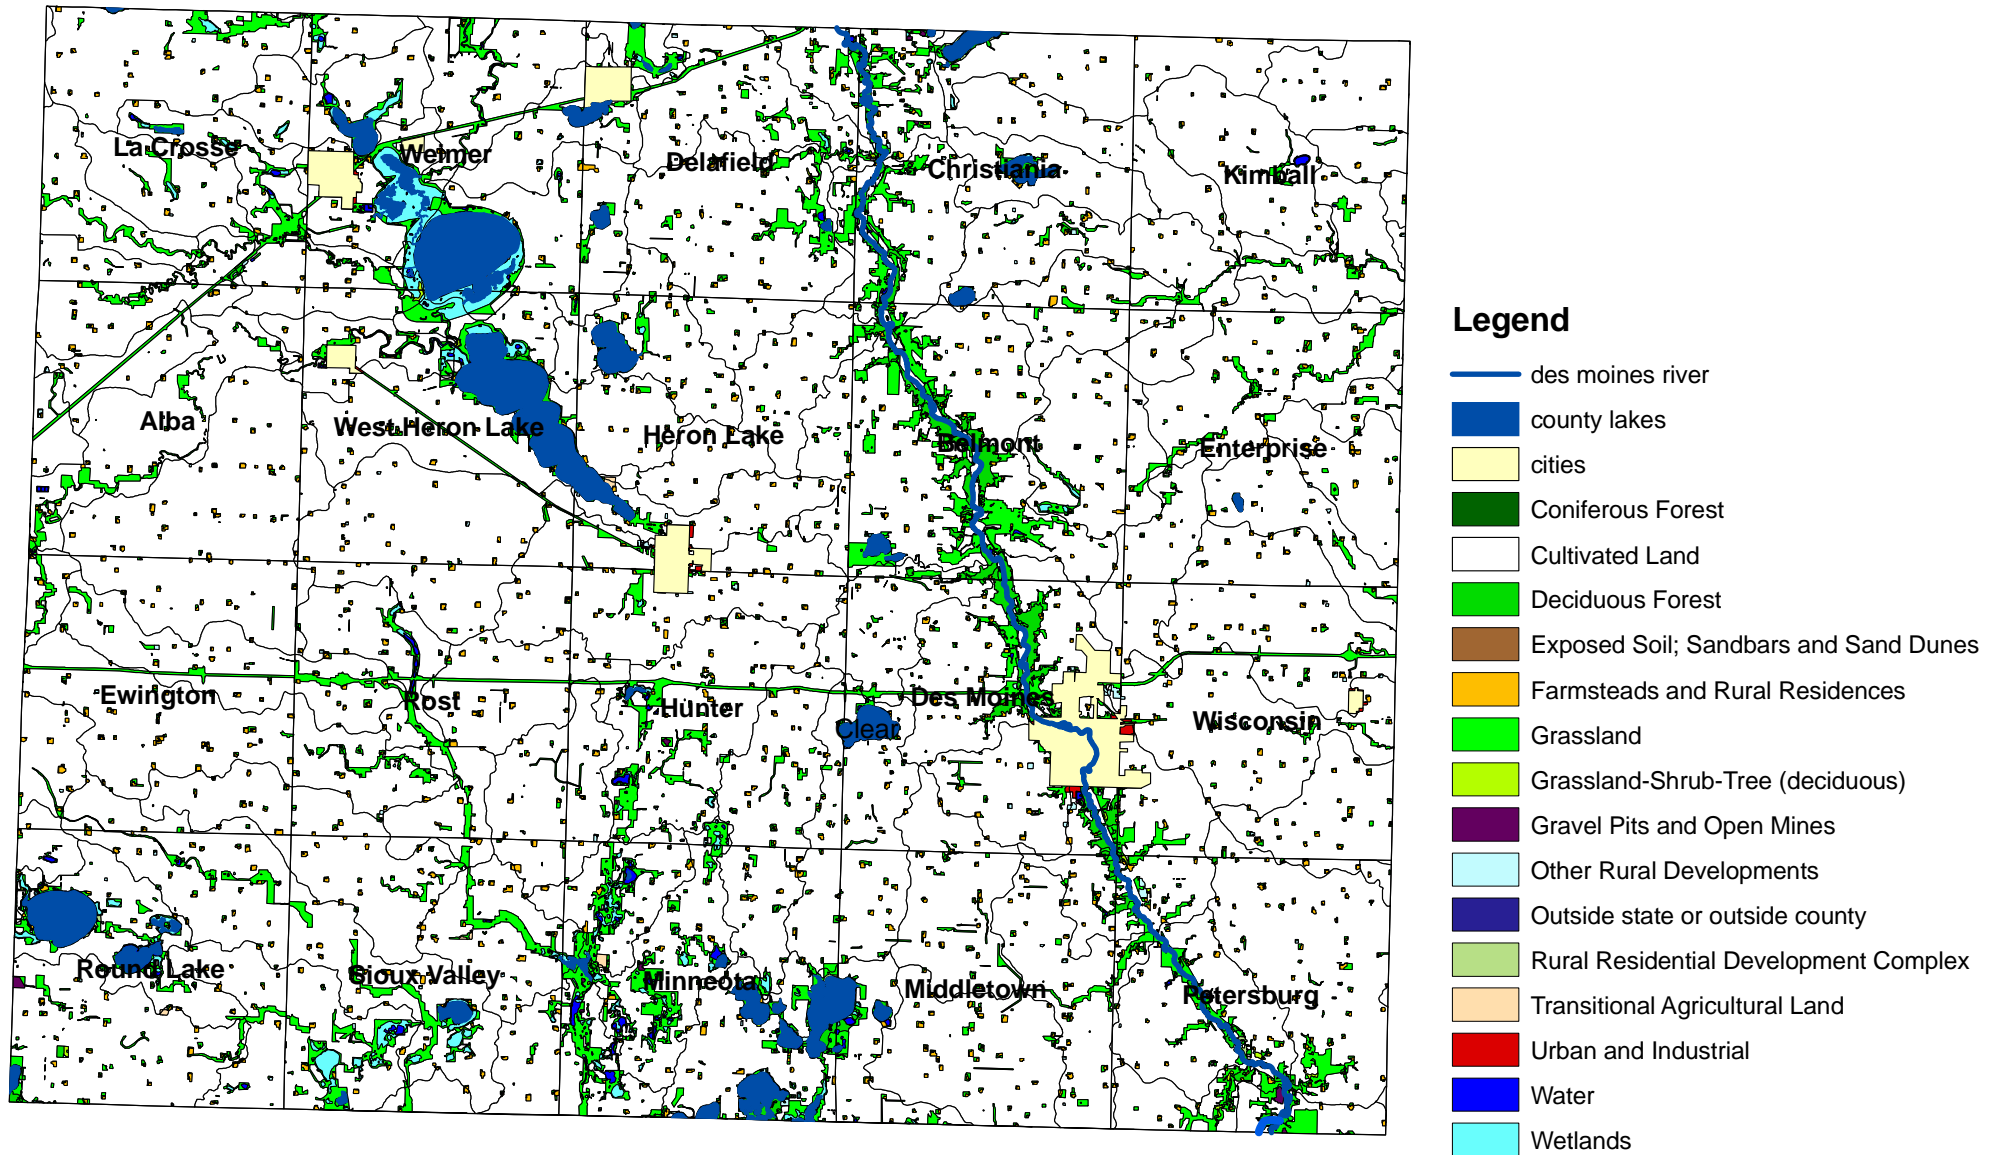 La Crosse
Weimer
Delafield
Christiania
Kimball
Alba
West Heron Lake
Heron Lake
Belmont
Enterprise
Ewington
Rost
Hunter
Clear
Des Moines
Wisconsin
Round Lake
Sioux Valley
Minneota
Middletown
Petersburg
Legend
des moines river
county lakes
cities
Coniferous Forest
Cultivated Land
Deciduous Forest
Exposed Soil; Sandbars and Sand Dunes
Farmsteads and Rural Residences
Grassland
Grassland-Shrub-Tree (deciduous)
Gravel Pits and Open Mines
Other Rural Developments
Outside state or outside county
Rural Residential Development Complex
Transitional Agricultural Land
Urban and Industrial
Water
Wetlands